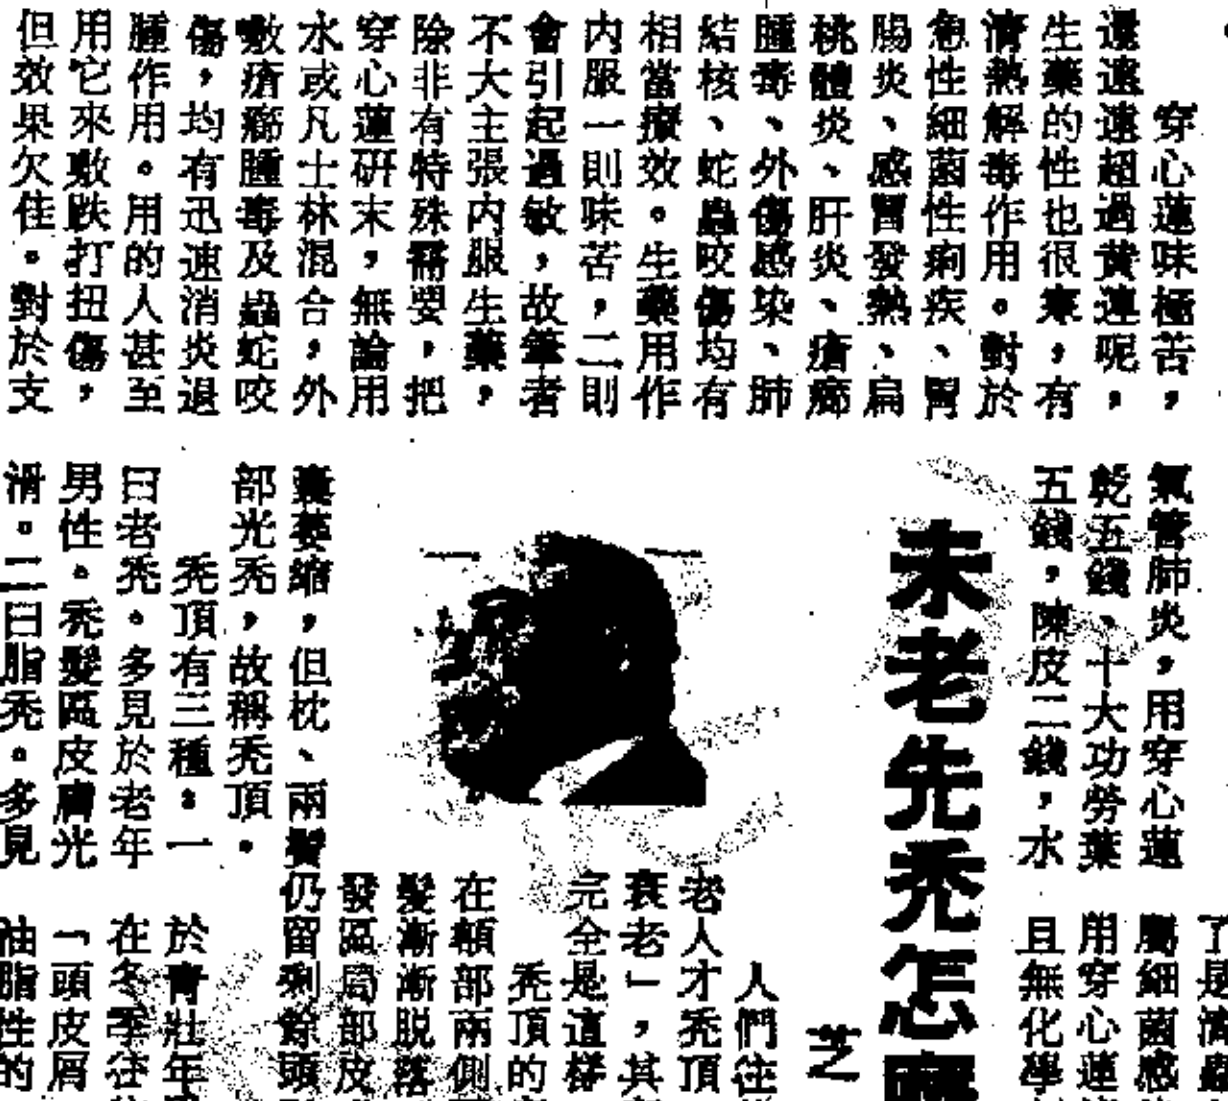 穿心蓮味極苦，
還遠遠超過黃連呢，
生藥的性也很寒，有
清熱解毒作用。對於
急性細菌性痢疾、胃
腸炎、感冒發熱、扁
桃體炎、肝炎、瘡癤
腫毒、外傷感染、肺
結核、蛇蟲咬傷均有
相當療效。生藥用作
內服一則味苦，二則
會引起過敏，故筆者
不大主張內服生藥，
除非有特殊需要，把
穿心蓮研末，無論用
水或凡士林混合，外
敷瘡癤腫毒及蟲蛇咬
傷，均有迅速消炎退
腫作用。用的人甚至
用它來敷跌打扭傷，
但效果欠佳。對於支
氣管肺炎，用穿心蓮
乾五錢、十大功勞葉
五錢，陳皮二錢，水
屬細菌感
用穿心蓮
且無化學
未老先禿怎麼
芝
人們往
老人才禿頂
衰老」，其
完全是這樣
禿頂的
在額部兩側
髮漸漸脫落
發區局部皮
囊萎縮，但枕、兩鬢
仍留剩餘頭
部光禿，故稱禿頂。
禿頂有三種：一
曰老禿。多見於老年
男性。禿髮區皮膚光
滑。二曰脂禿。多見
於青壯年
在冬季往
「頭皮屑
油脂性的